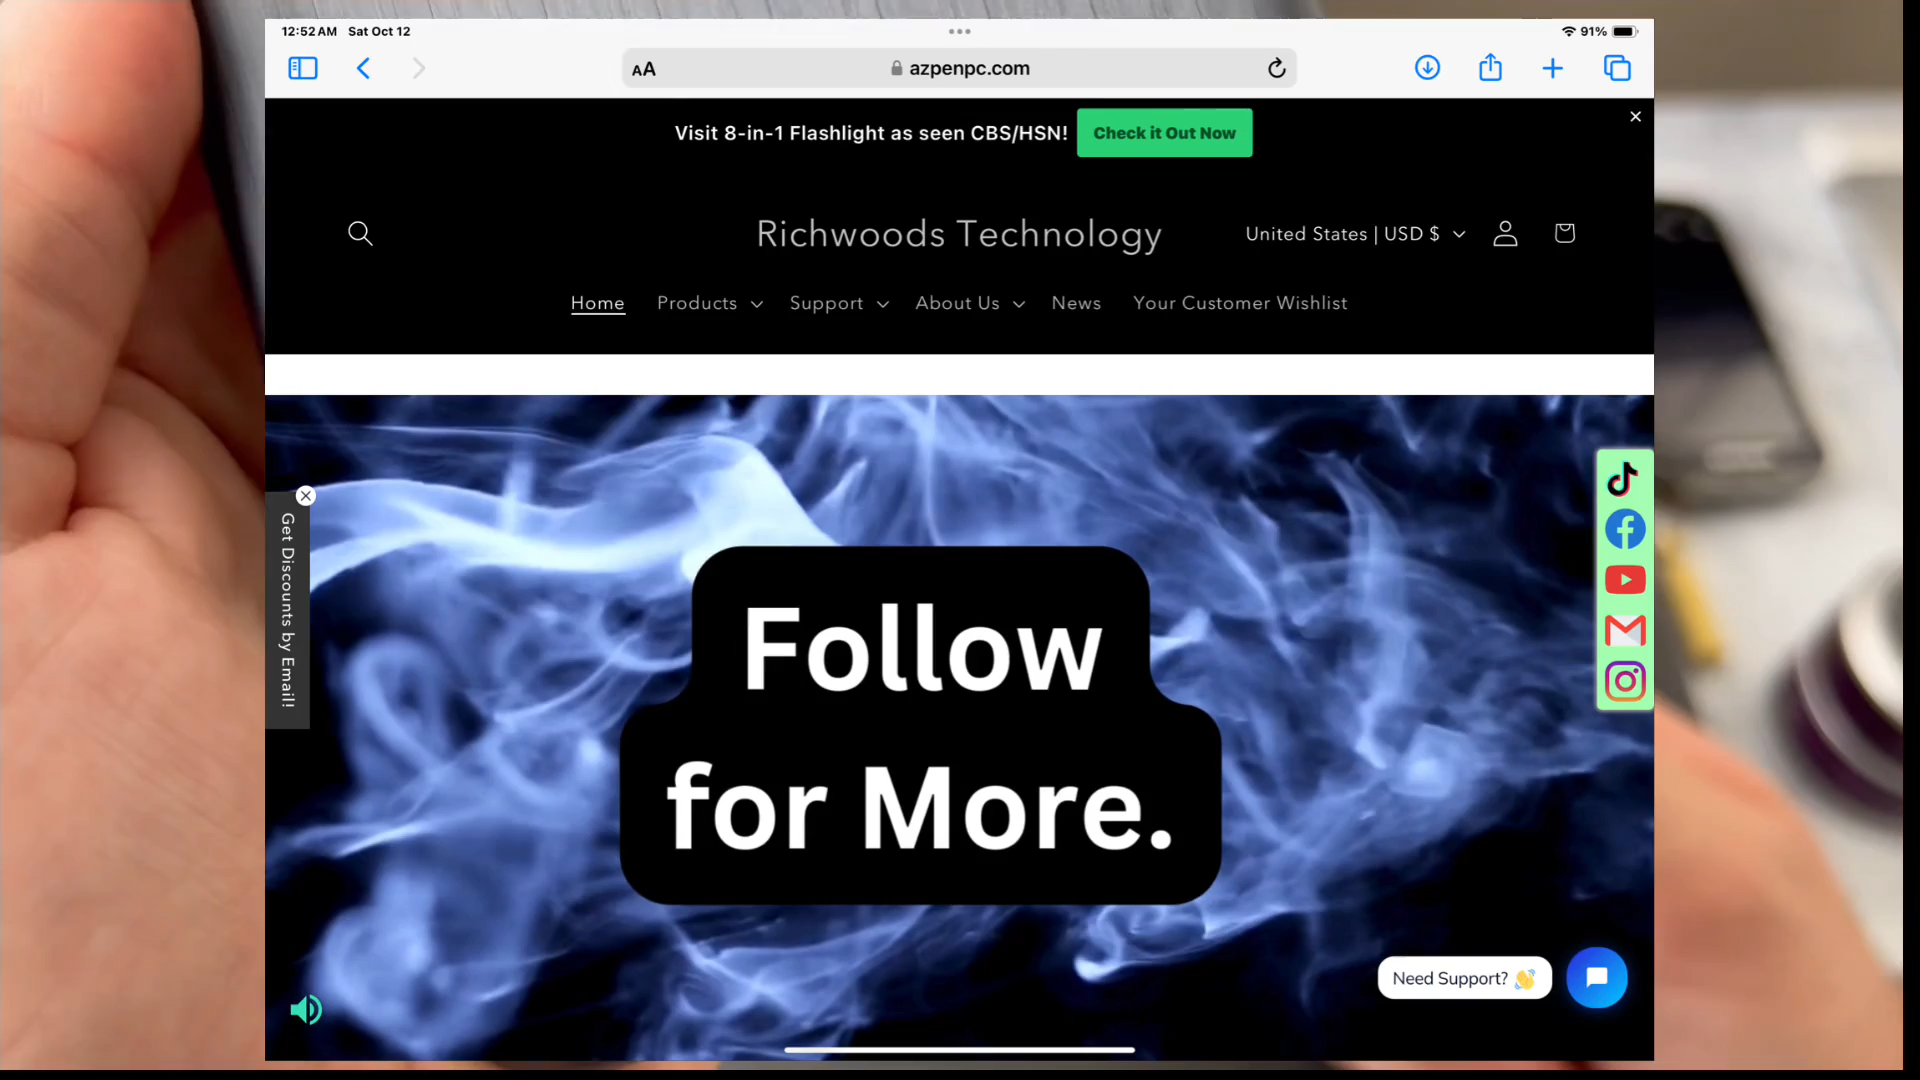 12:52 AM Sat Oct 12
91%
AA
azpenpc.com
Visit 8-in-1 Flashlight as seen CBS/HSN!
Check it Out Now
Richwoods Technology
United States | USD $
Home
Products
Support
About Us
News
Your Customer Wishlist
Get Discounts by Email!
Follow
for More.
Need Support? 👋